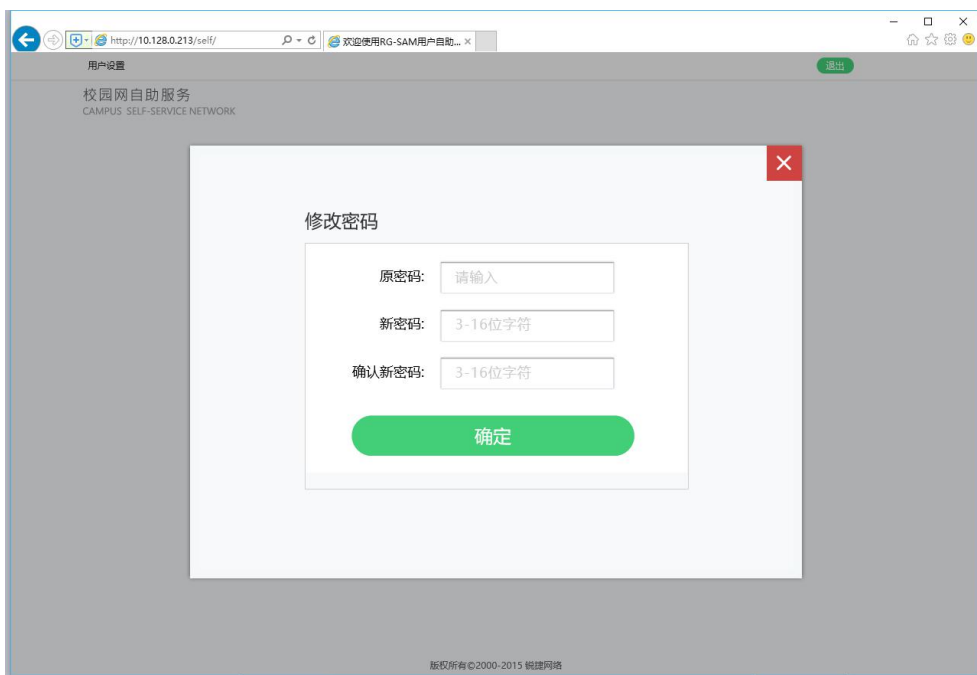 http://10.128.0.213/self/
欢迎使用RG-SAM用户自助...
用户设置
退出
校园网自助服务
CAMPUS SELF-SERVICE NETWORK
修改密码
原密码:
请输入
新密码:
3-16位字符
确认新密码:
3-16位字符
确定
版权所有©2000-2015 锐捷网络